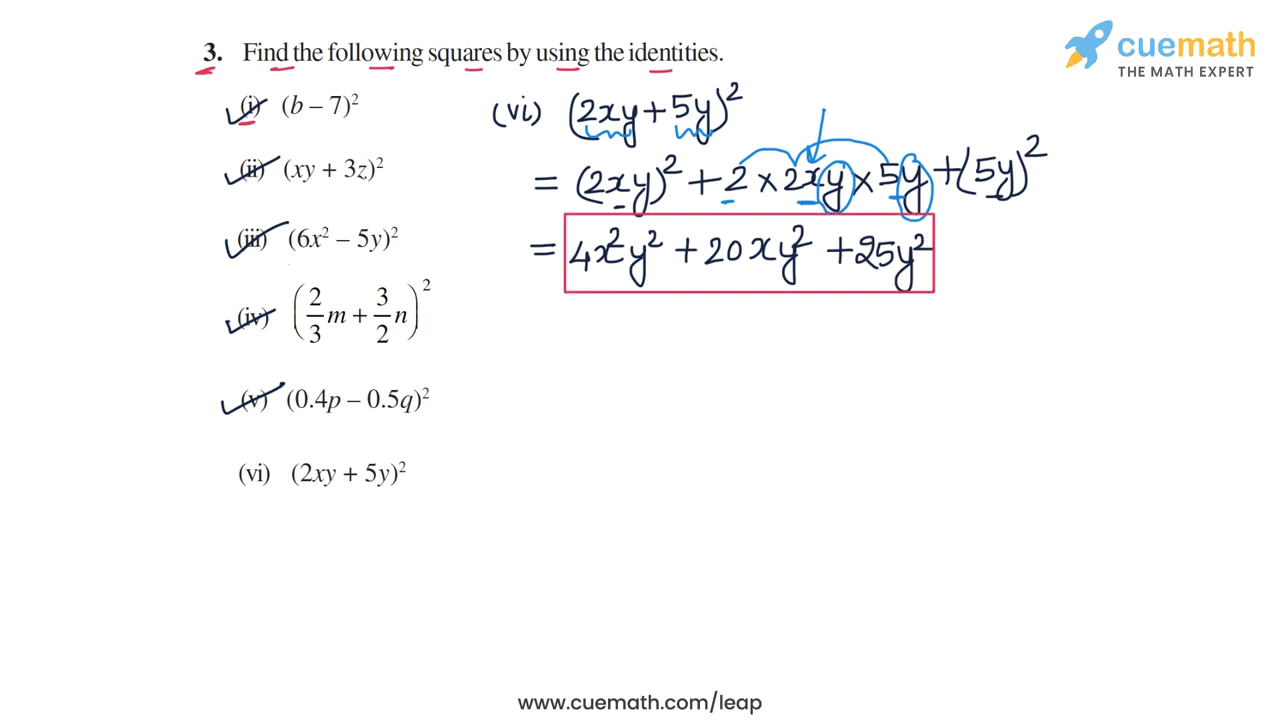 3. Find the following squares by using the identities.
(i) (b – 7)²
(ii) (xy + 3z)²
(iii) (6x² – 5y)²
(iv) (2/3 m + 3/2 n)²
(v) (0.4p – 0.5q)²
(vi) (2xy + 5y)²
cuemath
THE MATH EXPERT
(vi) (2xy + 5y)²
= (2xy)² + 2 × 2xy × 5y + (5y)²
= 4x²y² + 20xy² + 25y²
www.cuemath.com/leap